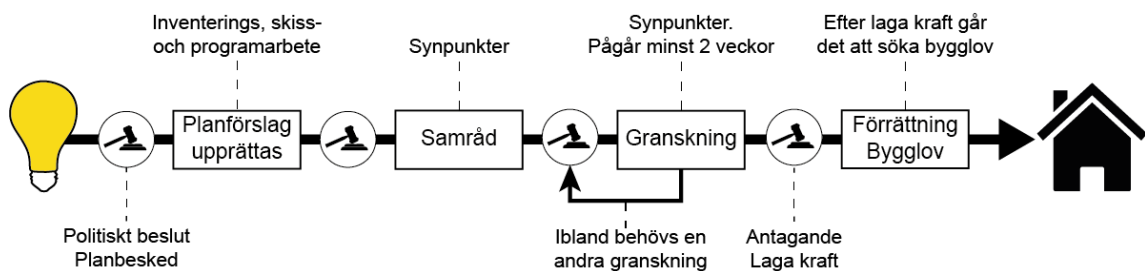 Inventerings, skiss-
och programarbete
Synpunkter
Synpunkter.
Pågår minst 2 veckor
Efter laga kraft går
det att söka bygglov
Planförslag
upprättas
Samråd
Granskning
Förrättning
Bygglov
Politiskt beslut
Planbesked
Ibland behövs en
andra granskning
Antagande
Laga kraft